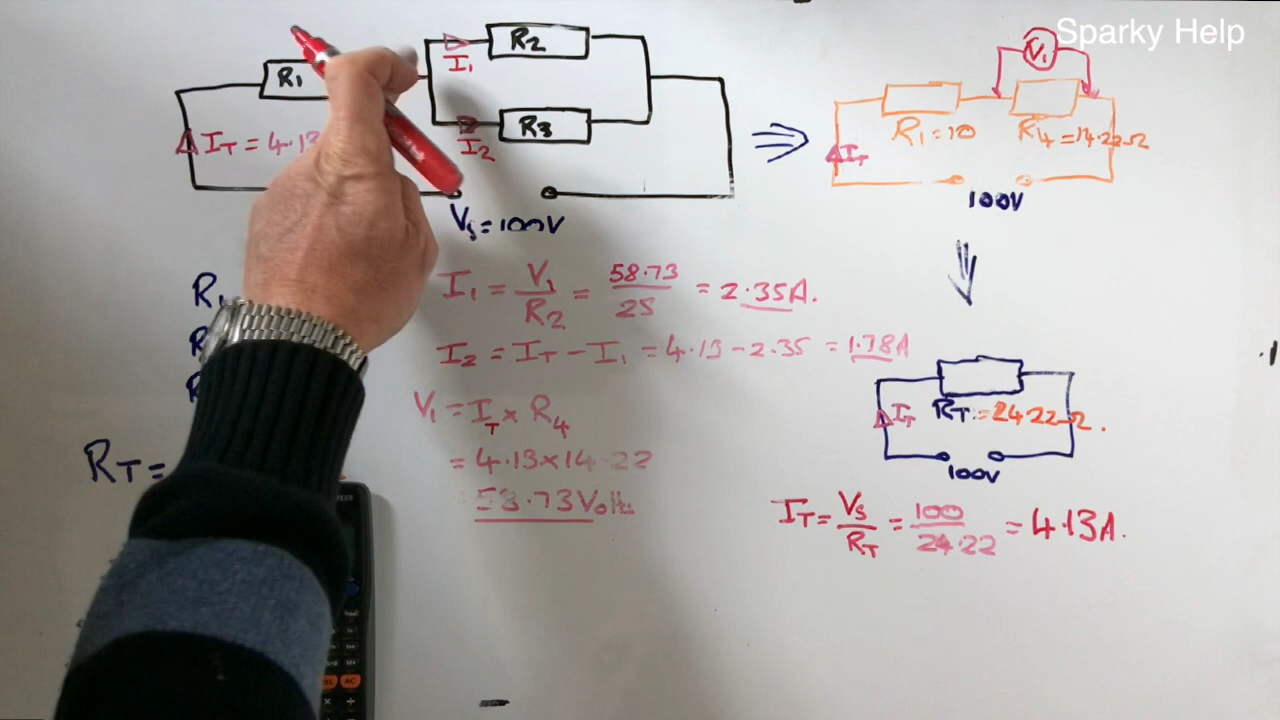 Sparky Help
R1
R2
I1
R3
I2
IT = 4.13
VS = 100V
V1
R1 = 10
R4 = 14.22Ω
IT
100V
R1
I1 = V1/R2 = 58.73/25 = 2.35A.
I2 = IT - I1 = 4.13 - 2.35 = 1.78A
V1 = IT x R4
= 4.13 x 14.22
58.73 Volts
RT =
IT
RT = 24.22Ω.
100V
IT = VS/RT = 100/24.22 = 4.13A.
AC